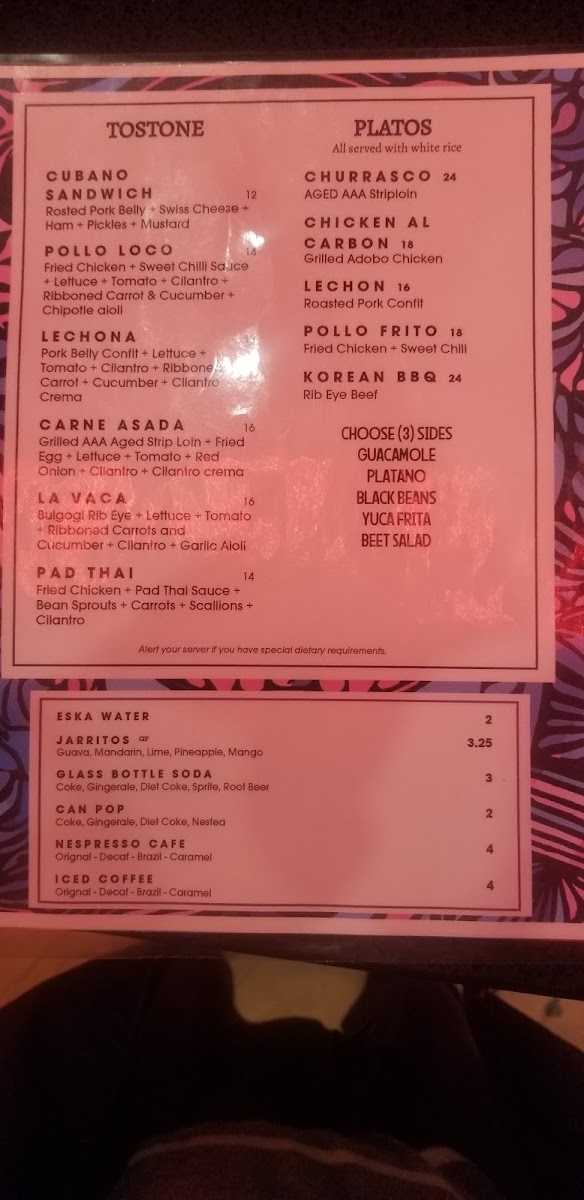 TOSTONE
CUBANO
SANDWICH 12
Rosted Pork Belly + Swiss Cheese +
Ham + Pickles + Mustard
POLLO LOCO 14
Fried Chicken + Sweet Chilli Sauce
+ Lettuce + Tomato + Cilantro +
Ribboned Carrot & Cucumber +
Chipotle aioli
LECHONA
Pork Belly Confit + Lettuce +
Tomato + Cilantro + Ribboned
Carrot + Cucumber + Cilantro
Crema
CARNE ASADA 16
Grilled AAA Aged Strip Loin + Fried
Egg + Lettuce + Tomato + Red
Onion + Cilantro + Cilantro crema
LA VACA 16
Bulgogi Rib Eye + Lettuce + Tomato
+ Ribboned Carrots and
Cucumber + Cilantro + Garlic Aioli
PAD THAI 14
Fried Chicken + Pad Thai Sauce +
Bean Sprouts + Carrots + Scallions +
Cilantro
PLATOS
All served with white rice
CHURRASCO 24
AGED AAA Striploin
CHICKEN AL
CARBON 18
Grilled Adobo Chicken
LECHON 16
Roasted Pork Confit
POLLO FRITO 18
Fried Chicken + Sweet Chili
KOREAN BBQ 24
Rib Eye Beef
CHOOSE (3) SIDES
GUACAMOLE
PLATANO
BLACK BEANS
YUCA FRITA
BEET SALAD
Alert your server if you have special dietary requirements.
ESKA WATER 2
JARRITOS GF 3.25
Guava, Mandarin, Lime, Pineapple, Mango
GLASS BOTTLE SODA 3
Coke, Gingerale, Diet Coke, Sprite, Root Beer
CAN POP 2
Coke, Gingerale, Diet Coke, Nestea
NESPRESSO CAFE 4
Orignal - Decaf - Brazil - Caramel
ICED COFFEE 4
Orignal - Decaf - Brazil - Caramel